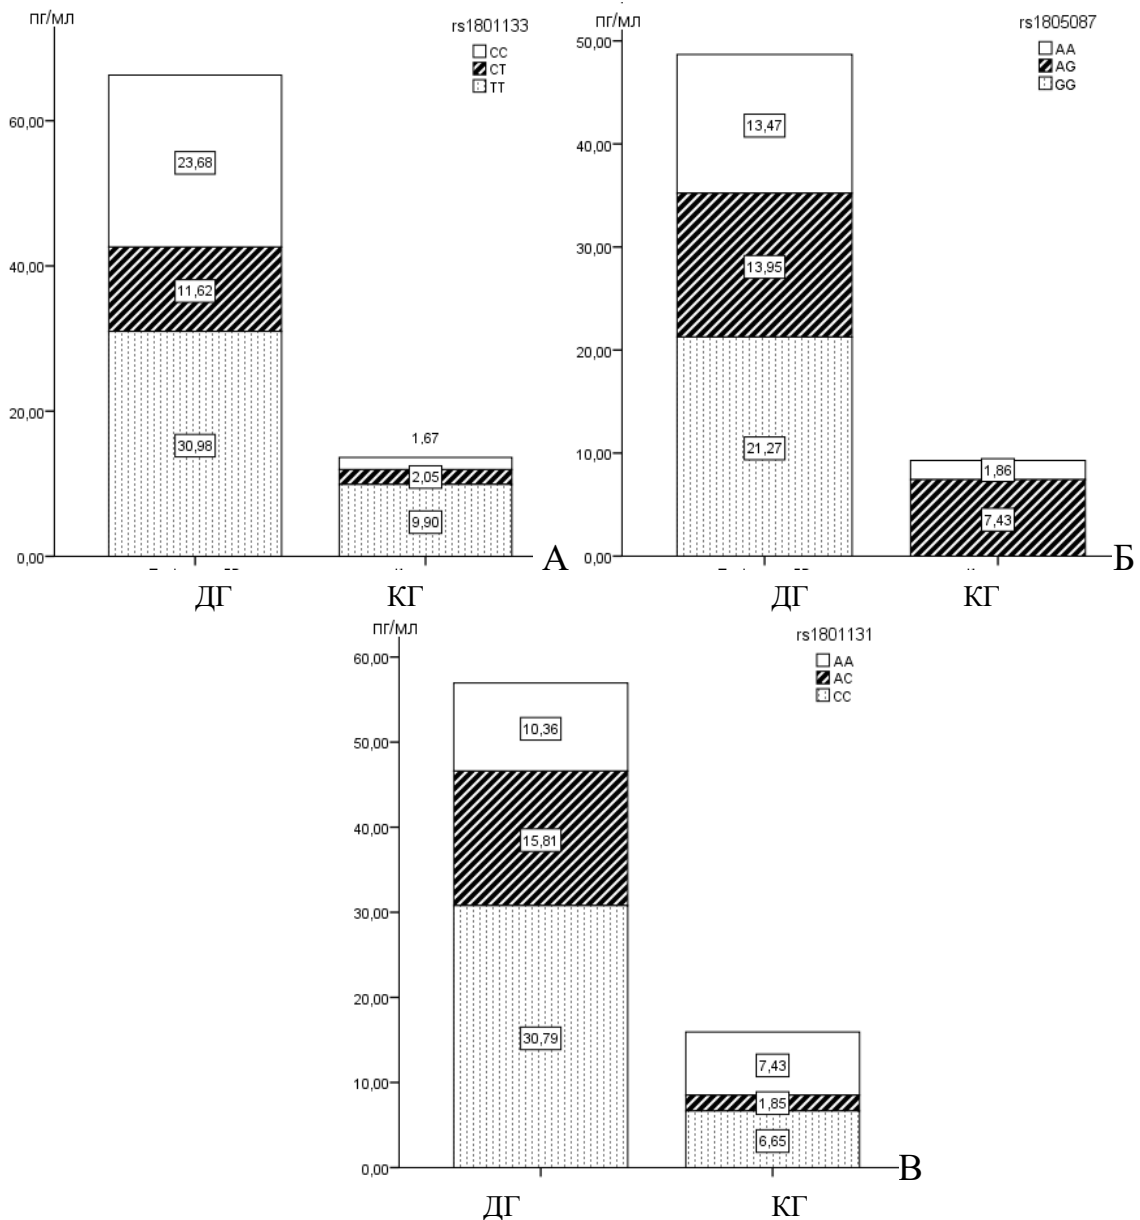 пг/мл
rs1801133
CC
CT
TT
60,00
40,00
20,00
0,00
23,68
11,62
30,98
1,67
2,05
9,90
А
ДГ
КГ
пг/мл
rs1805087
AA
AG
GG
50,00
40,00
30,00
20,00
10,00
0,00
13,47
13,95
21,27
1,86
7,43
Б
ДГ
КГ
пг/мл
rs1801131
AA
AC
CC
60,00
50,00
40,00
30,00
20,00
10,00
0,00
10,36
15,81
30,79
7,43
1,85
6,65
В
ДГ
КГ